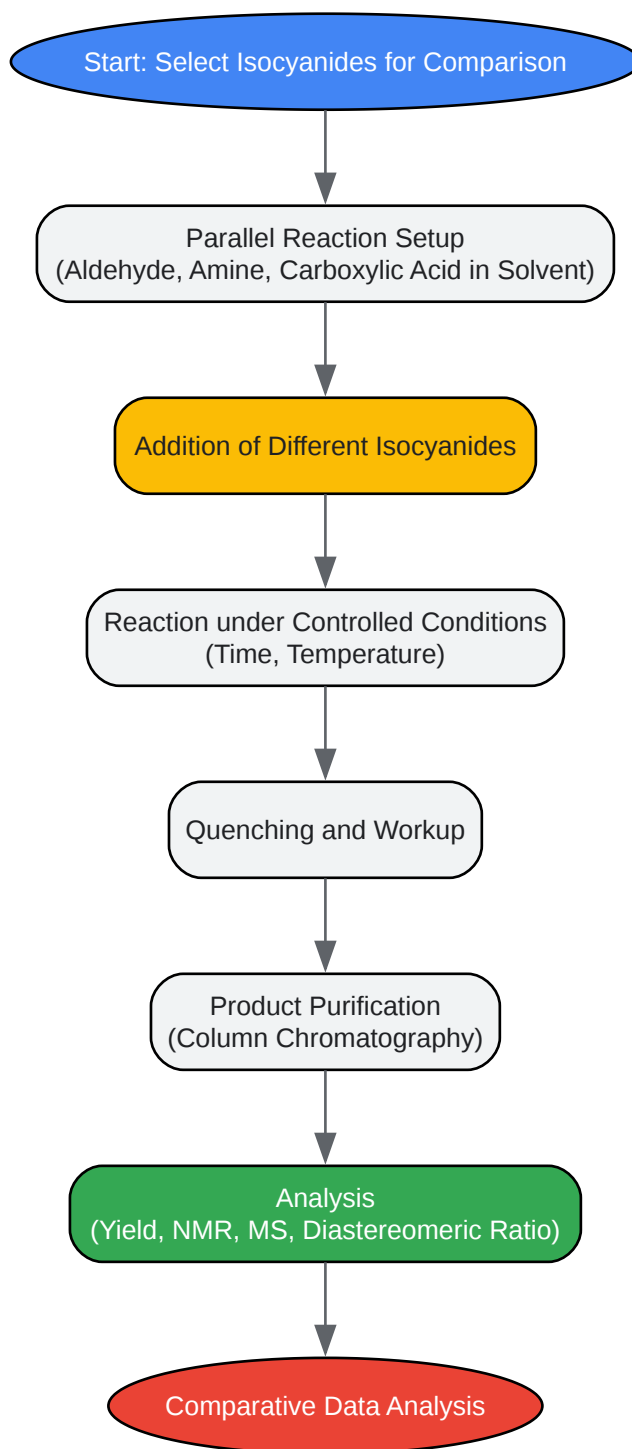 Start: Select Isocyanides for Comparison
Parallel Reaction Setup
(Aldehyde, Amine, Carboxylic Acid in Solvent)
Addition of Different Isocyanides
Reaction under Controlled Conditions
(Time, Temperature)
Quenching and Workup
Product Purification
(Column Chromatography)
Analysis
(Yield, NMR, MS, Diastereomeric Ratio)
Comparative Data Analysis